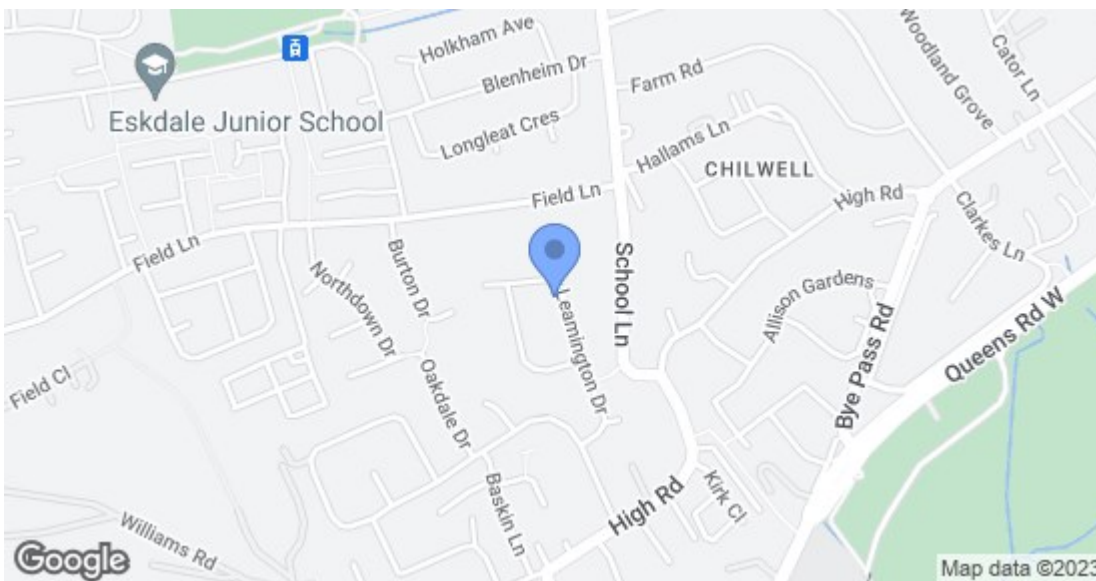 Holkham Ave
Woodland Grove
Cator Ln
Blenheim Dr
Farm Rd
Eskdale Junior School
Longleat Cres
Hallams Ln
CHILWELL
Field Ln
High Rd
Clarkes Ln
Field Ln
Burton Dr
Northdown Dr
School Ln
Leamington Dr
Allison Gardens
Bye Pass Rd
Queens Rd W
Field Cl
Oakdale Dr
Baskin Ln
High Rd
Kirk Cl
Williams Rd
Google
Map data ©2023